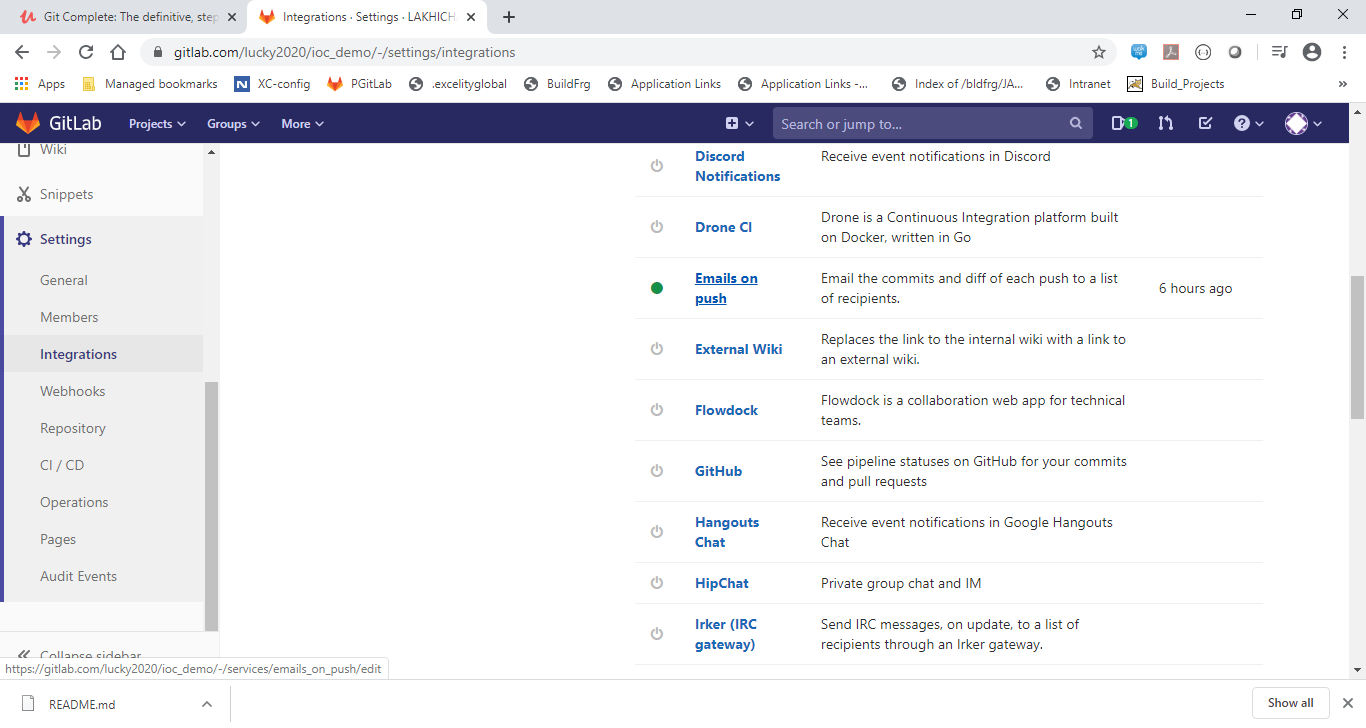 Git Complete: The definitive, step
Integrations · Settings · LAKHICH
gitlab.com/lucky2020/ioc_demo/-/settings/integrations
Apps
Managed bookmarks
XC-config
PGitLab
.excelityglobal
BuildFrg
Application Links
Application Links -...
Index of /bldfrg/JA...
Intranet
Build_Projects
GitLab
Projects
Groups
More
Search or jump to...
1
Wiki
Snippets
Settings
General
Members
Integrations
Webhooks
Repository
CI / CD
Operations
Pages
Audit Events
Collapse sidebar
Discord
Notifications
Receive event notifications in Discord
Drone CI
Drone is a Continuous Integration platform built
on Docker, written in Go
Emails on
push
Email the commits and diff of each push to a list
of recipients.
6 hours ago
External Wiki
Replaces the link to the internal wiki with a link to
an external wiki.
Flowdock
Flowdock is a collaboration web app for technical
teams.
GitHub
See pipeline statuses on GitHub for your commits
and pull requests
Hangouts
Chat
Receive event notifications in Google Hangouts
Chat
HipChat
Private group chat and IM
Irker (IRC
gateway)
Send IRC messages, on update, to a list of
recipients through an Irker gateway.
https://gitlab.com/lucky2020/ioc_demo/-/services/emails_on_push/edit
README.md
Show all